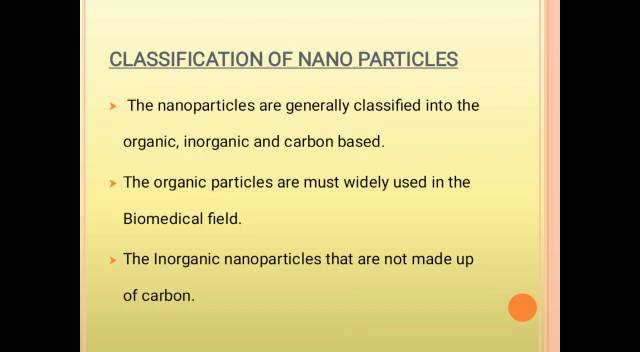 CLASSIFICATION OF NANO PARTICLES
The nanoparticles are generally classified into the
organic, inorganic and carbon based.
The organic particles are must widely used in the
Biomedical field.
The Inorganic nanoparticles that are not made up
of carbon.